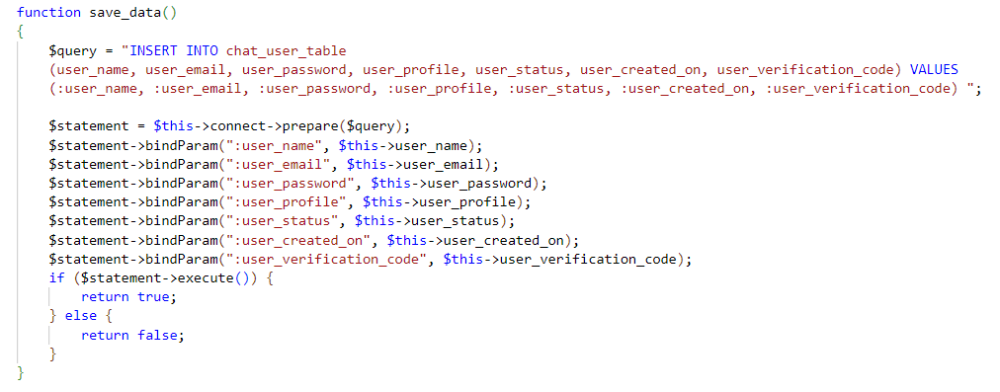 function save_data()
{
$query = "INSERT INTO chat_user_table
(user_name, user_email, user_password, user_profile, user_status, user_created_on, user_verification_code) VALUES
(:user_name, :user_email, :user_password, :user_profile, :user_status, :user_created_on, :user_verification_code) ";
$statement = $this->connect->prepare($query);
$statement->bindParam(":user_name", $this->user_name);
$statement->bindParam(":user_email", $this->user_email);
$statement->bindParam(":user_password", $this->user_password);
$statement->bindParam(":user_profile", $this->user_profile);
$statement->bindParam(":user_status", $this->user_status);
$statement->bindParam(":user_created_on", $this->user_created_on);
$statement->bindParam(":user_verification_code", $this->user_verification_code);
if ($statement->execute()) {
return true;
} else {
return false;
}
}